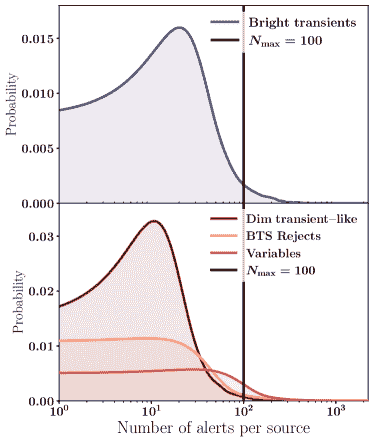 0.015
0.010
0.005
0.000
Probability
Bright transients
N_max = 100
0.03
0.02
0.01
0.00
Probability
Dim transient–like
BTS Rejects
Variables
N_max = 100
10^0 10^1 10^2 10^3
Number of alerts per source